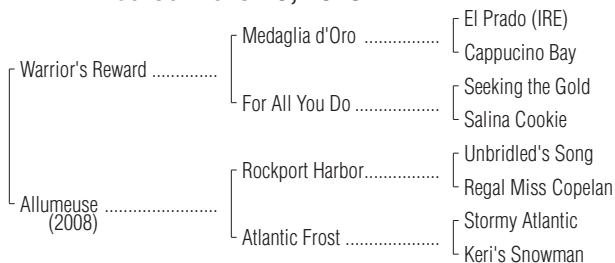 El Prado (IRE)
Medaglia d'Oro ................
Cappucino Bay
Warrior's Reward ..............
Seeking the Gold
For All You Do ..................
Salina Cookie
Unbridled's Song
Rockport Harbor................
Regal Miss Copelan
Allumeuse ........................
(2008)
Stormy Atlantic
Atlantic Frost ....................
Keri's Snowman